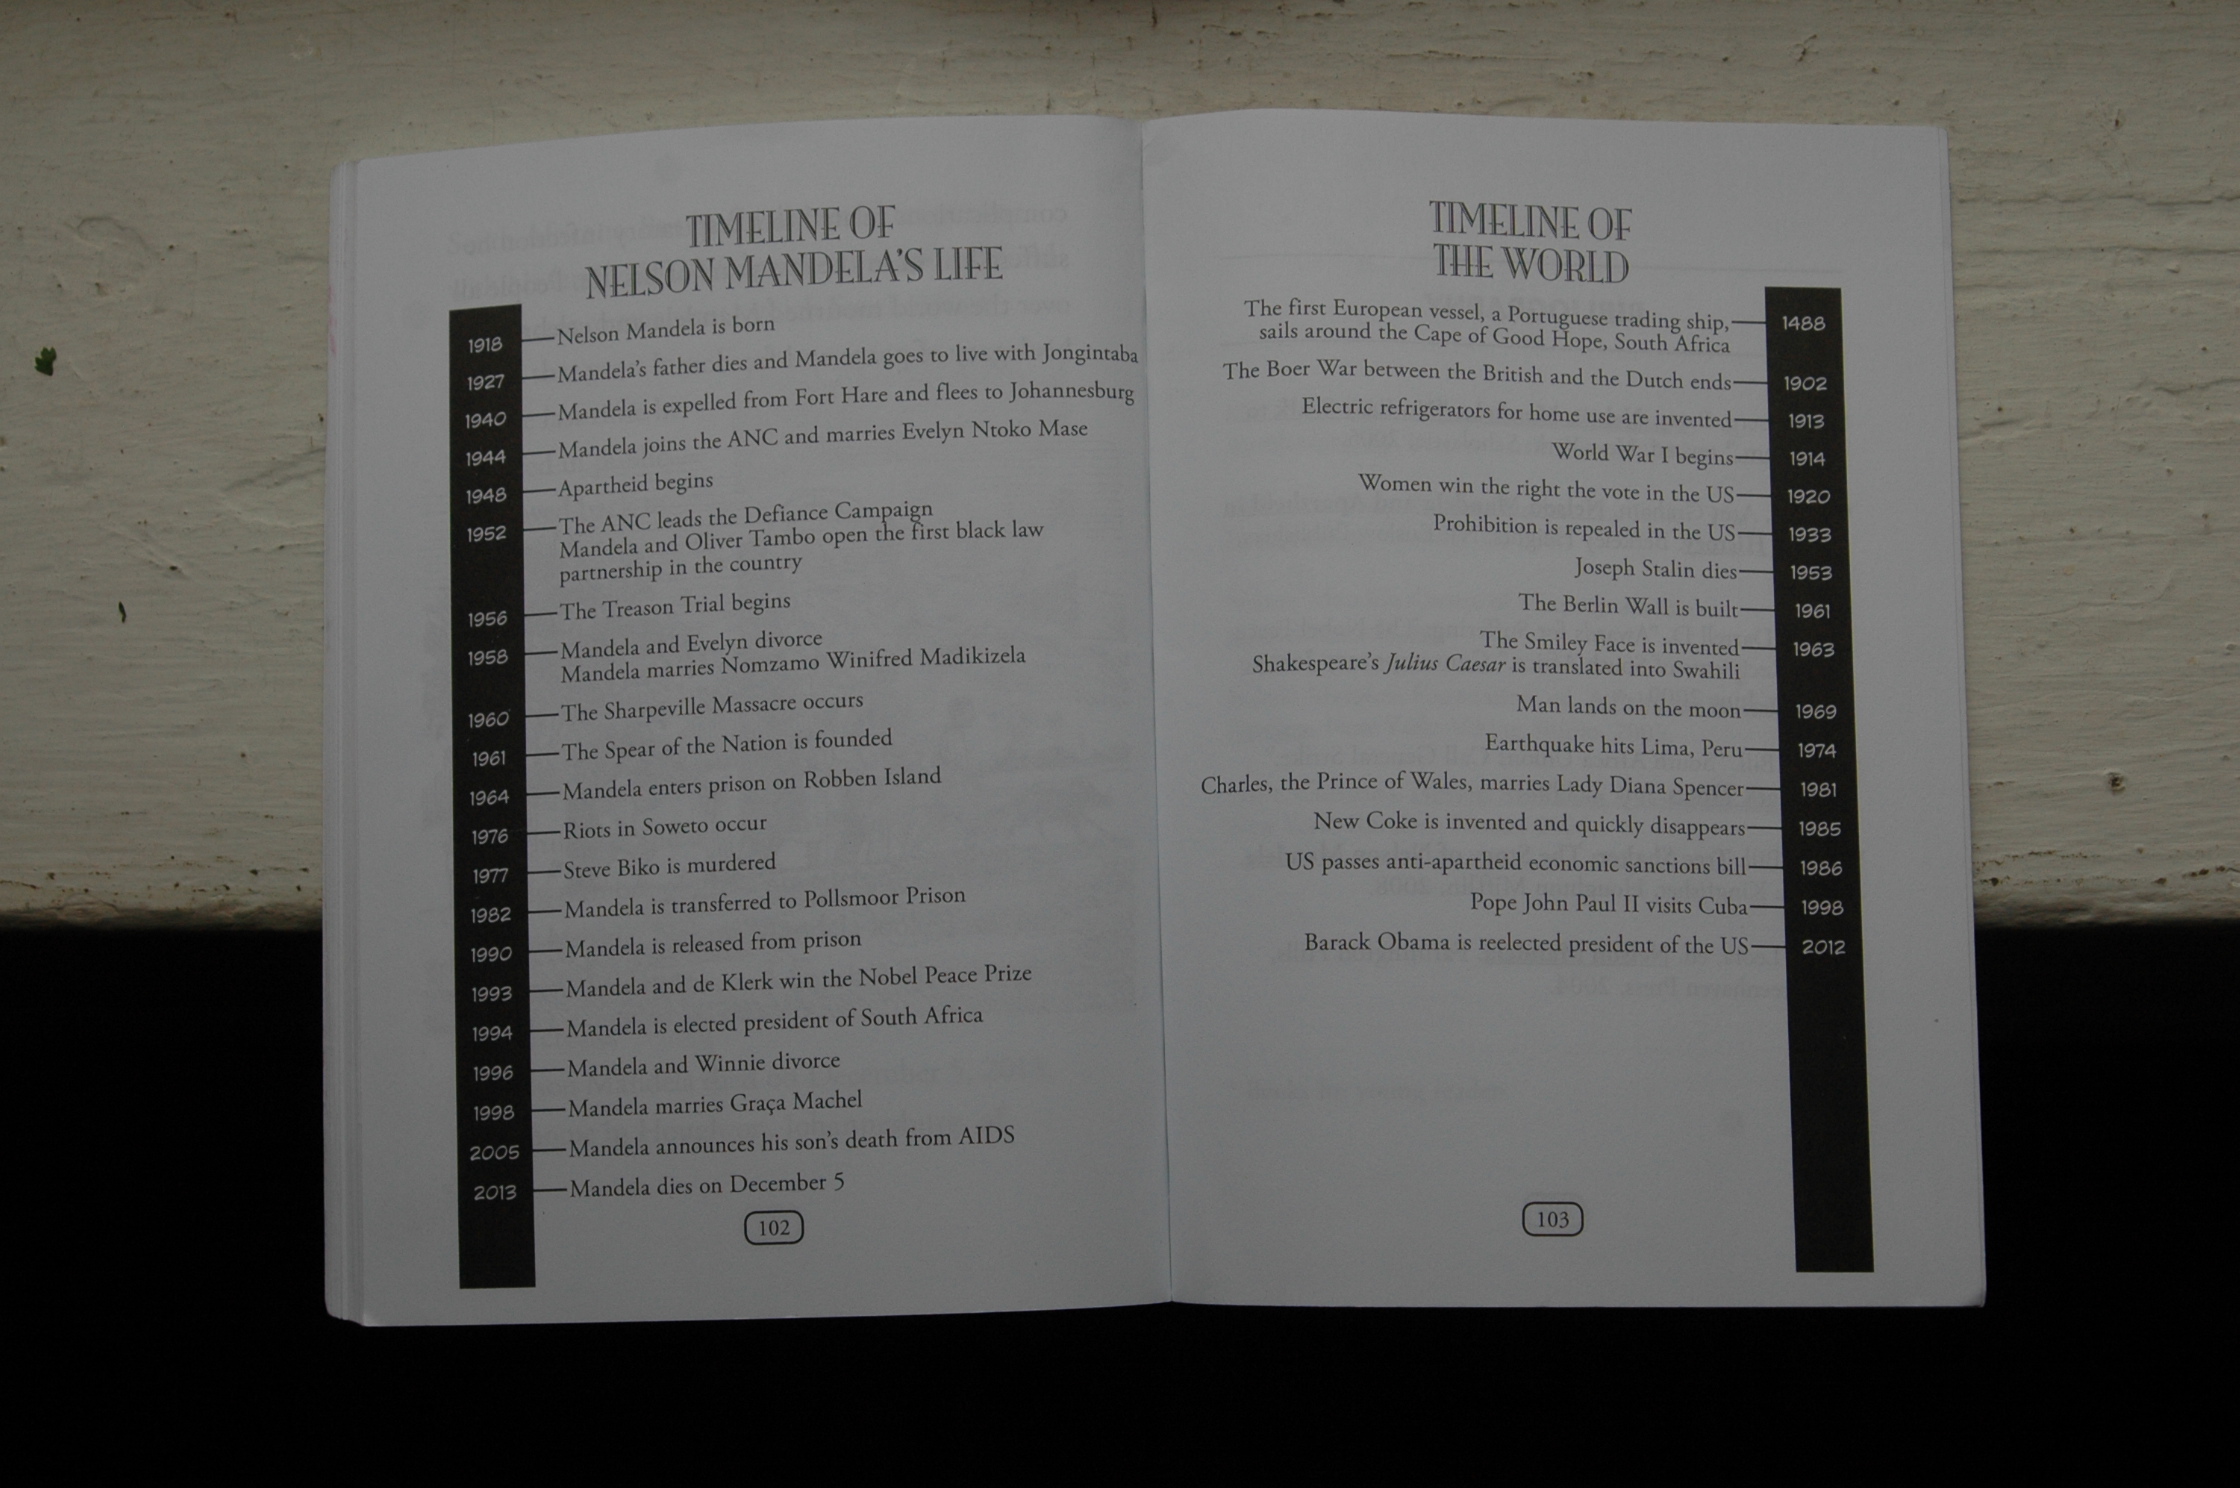 TIMELINE OF
NELSON MANDELA'S LIFE
1918 Nelson Mandela is born
1927 Mandela's father dies and Mandela goes to live with Jongintaba
1940 Mandela is expelled from Fort Hare and flees to Johannesburg
1944 Mandela joins the ANC and marries Evelyn Ntoko Mase
1948 Apartheid begins
1952 The ANC leads the Defiance Campaign
Mandela and Oliver Tambo open the first black law
partnership in the country
1956 The Treason Trial begins
1958 Mandela and Evelyn divorce
Mandela marries Nomzamo Winifred Madikizela
1960 The Sharpeville Massacre occurs
1961 The Spear of the Nation is founded
1964 Mandela enters prison on Robben Island
1976 Riots in Soweto occur
1977 Steve Biko is murdered
1982 Mandela is transferred to Pollsmoor Prison
1990 Mandela is released from prison
1993 Mandela and de Klerk win the Nobel Peace Prize
1994 Mandela is elected president of South Africa
1996 Mandela and Winnie divorce
1998 Mandela marries Graça Machel
2005 Mandela announces his son's death from AIDS
2013 Mandela dies on December 5
102
TIMELINE OF
THE WORLD
The first European vessel, a Portuguese trading ship, 1488
sails around the Cape of Good Hope, South Africa
The Boer War between the British and the Dutch ends 1902
Electric refrigerators for home use are invented 1913
World War I begins 1914
Women win the right the vote in the US 1920
Prohibition is repealed in the US 1933
Joseph Stalin dies 1953
The Berlin Wall is built 1961
The Smiley Face is invented 1963
Shakespeare's Julius Caesar is translated into Swahili
Man lands on the moon 1969
Earthquake hits Lima, Peru 1974
Charles, the Prince of Wales, marries Lady Diana Spencer 1981
New Coke is invented and quickly disappears 1985
US passes anti-apartheid economic sanctions bill 1986
Pope John Paul II visits Cuba 1998
Barack Obama is reelected president of the US 2012
103